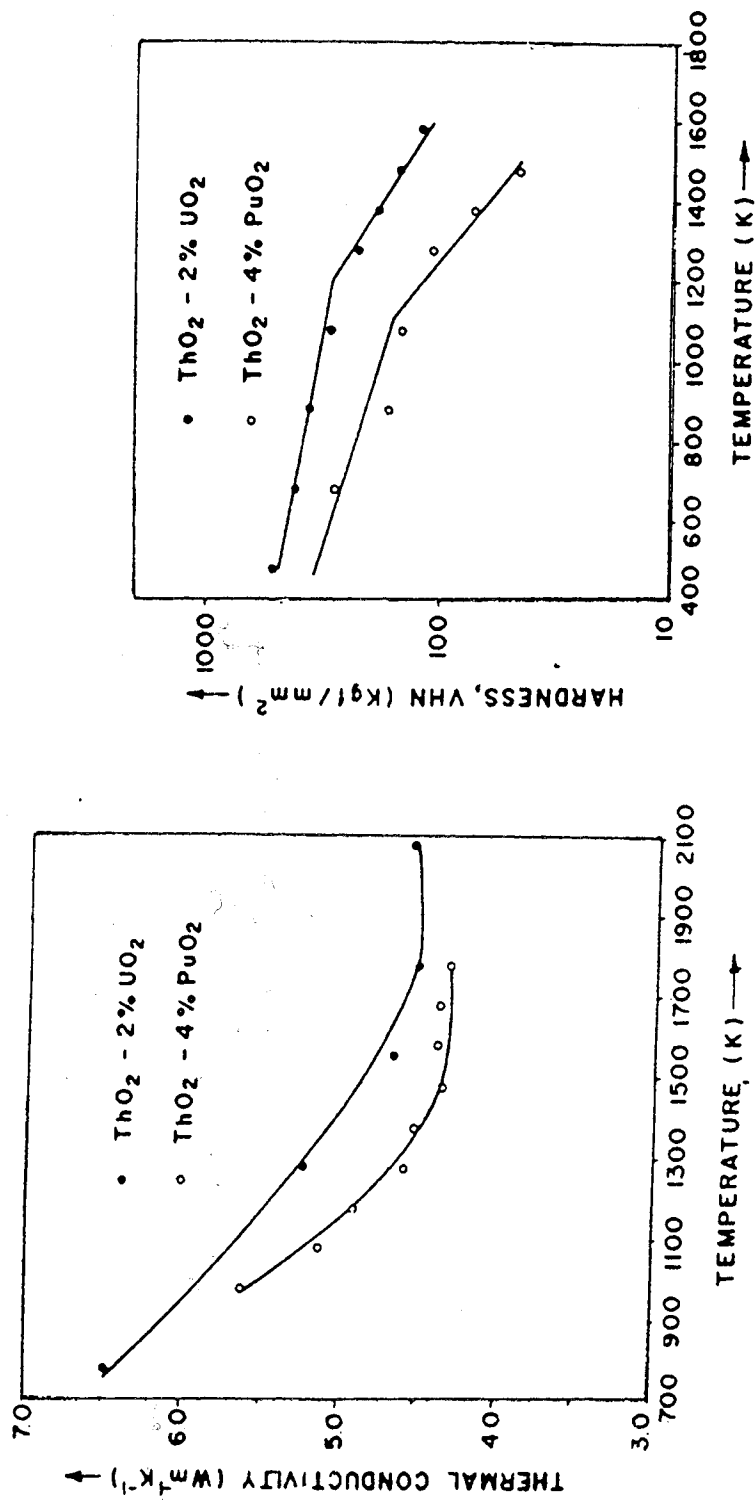 THERMAL CONDUCTIVITY (Wm⁻¹K⁻¹) →
7.0
6.0
5.0
4.0
3.0
● ThO₂ - 2% UO₂
○ ThO₂ - 4% PuO₂
700 900 1100 1300 1500 1700 1900 2100
TEMPERATURE, (K) →
HARDNESS, VHN (Kgf/mm²) →
1000
100
10
● ThO₂ - 2% UO₂
○ ThO₂ - 4% PuO₂
400 600 800 1000 1200 1400 1600 1800
TEMPERATURE (K) →